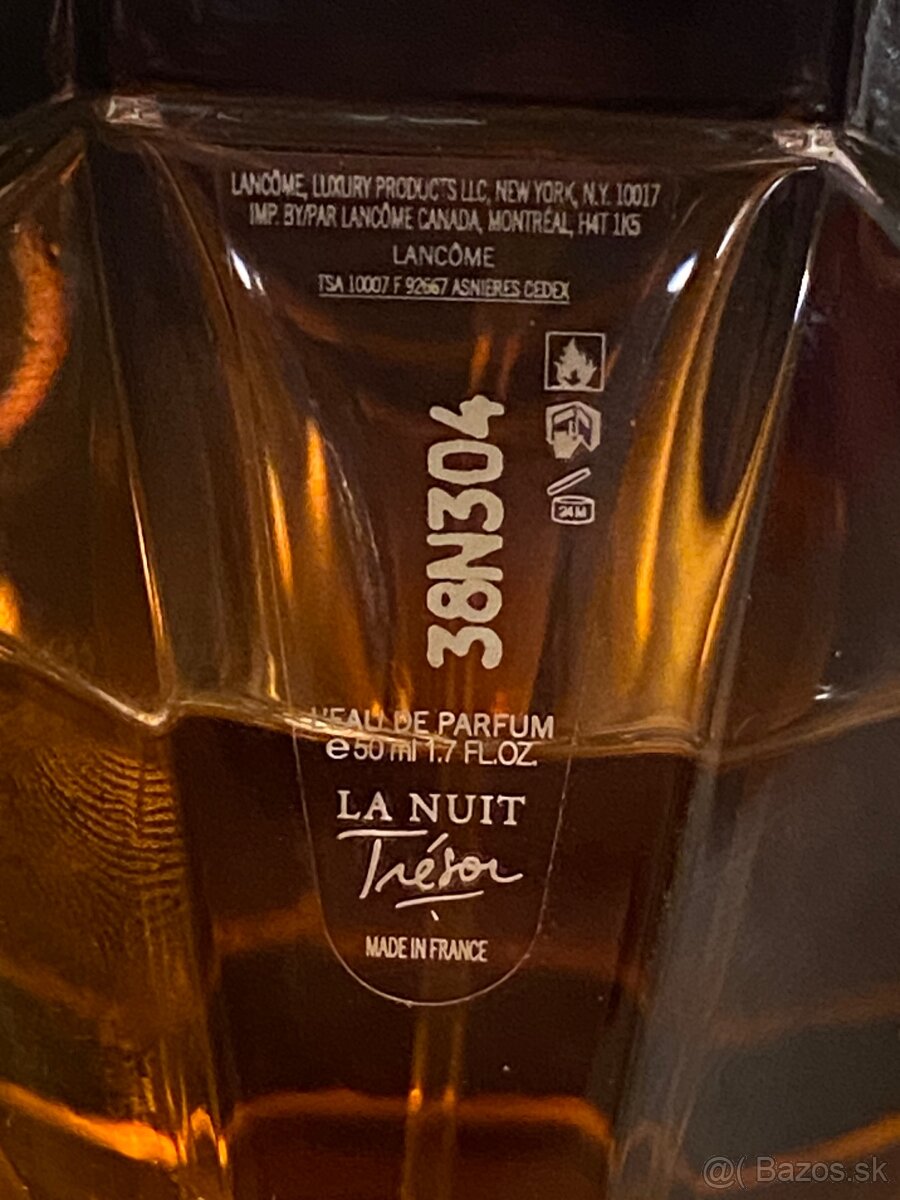 LANCÔME, LUXURY PRODUCTS LLC, NEW YORK, N.Y. 10017
IMP. BY/PAR LANCÔME CANADA, MONTRÉAL, H4T 1K5
LANCÔME
TSA 10007 F 92667 ASNIERES CEDEX
38N304
24M
L'EAU DE PARFUM
e 50 ml 1.7 FL.OZ.
LA NUIT
Trésor
MADE IN FRANCE
@( Bazos.sk